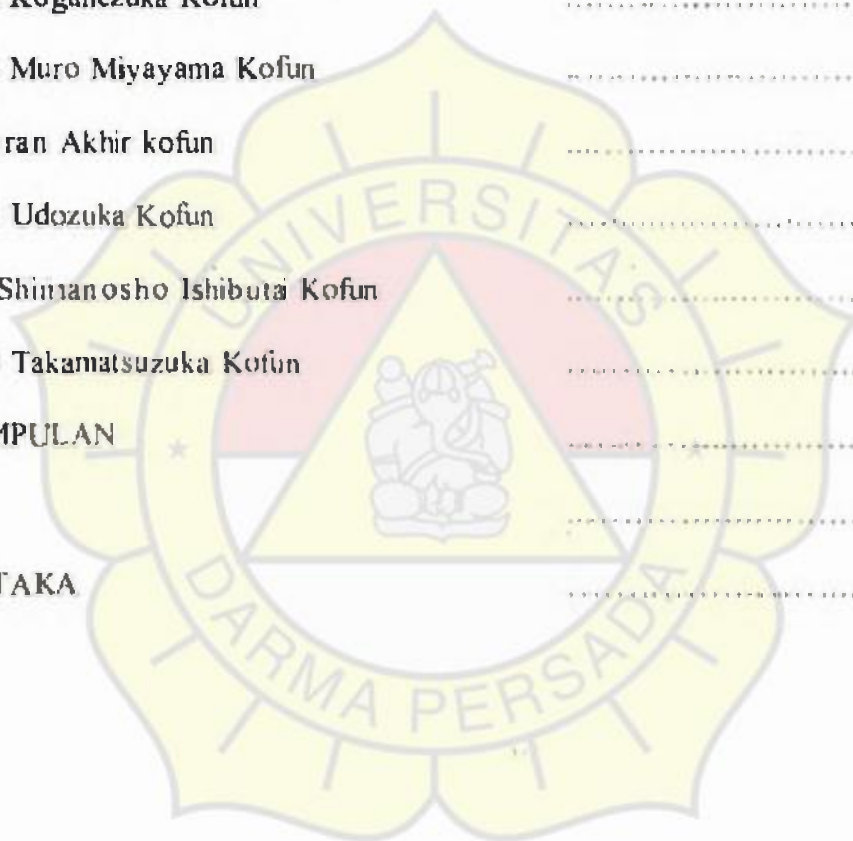 Koganezuka Kofun
Muro Miyayama Kofun
ran Akhir kofun
Udozuka Kofun
Shimanosho Ishibutai Kofun
Takamatsuzuka Kofun
MPULAN
TAKA
UNIVERSITAS
DARMA PERSADA